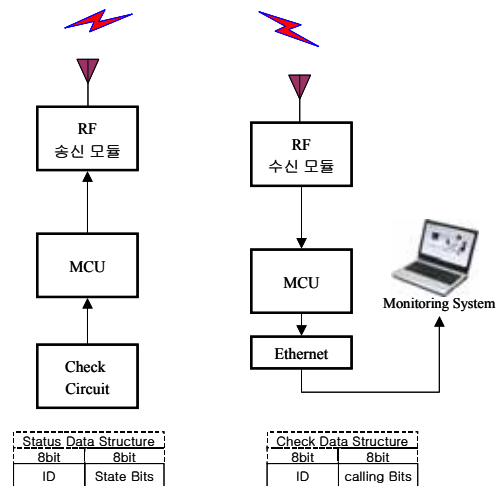 RF
송신 모듈
MCU
Check
Circuit
RF
수신 모듈
MCU
Ethernet
Monitoring System
Status Data Structure
8bit 8bit
ID State Bits
Check Data Structure
8bit 8bit
ID calling Bits